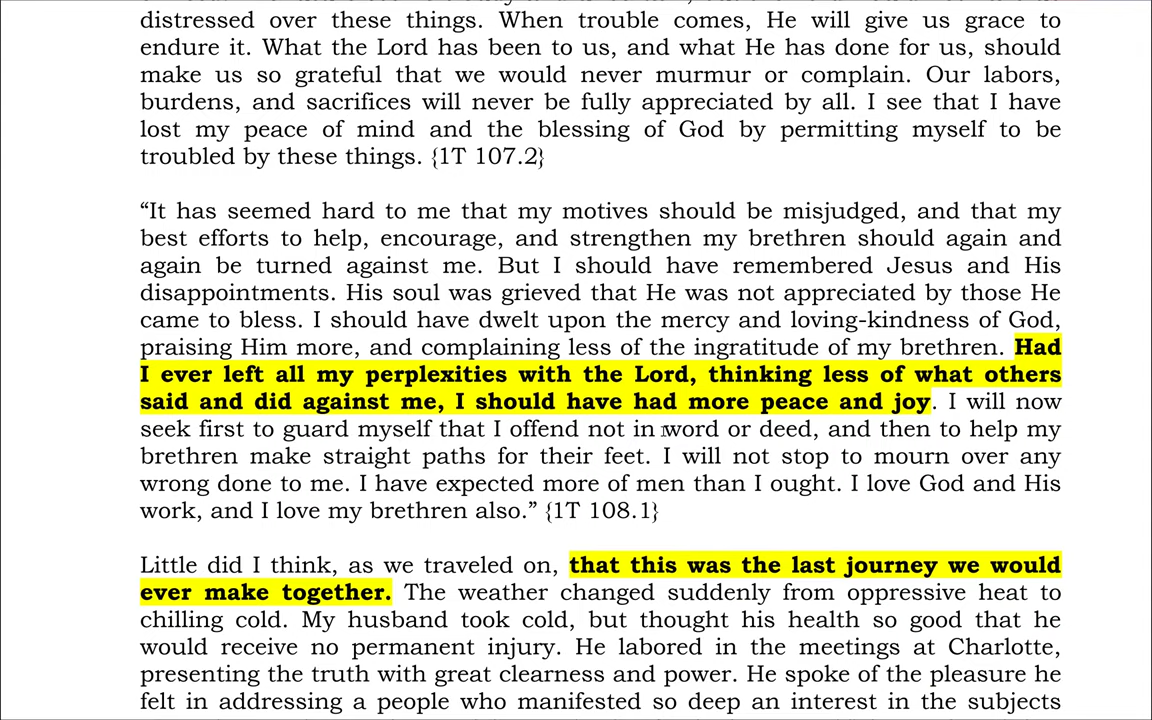 distressed over these things. When trouble comes, He will give us grace to
endure it. What the Lord has been to us, and what He has done for us, should
make us so grateful that we would never murmur or complain. Our labors,
burdens, and sacrifices will never be fully appreciated by all. I see that I have
lost my peace of mind and the blessing of God by permitting myself to be
troubled by these things. {1T 107.2}
“It has seemed hard to me that my motives should be misjudged, and that my
best efforts to help, encourage, and strengthen my brethren should again and
again be turned against me. But I should have remembered Jesus and His
disappointments. His soul was grieved that He was not appreciated by those He
came to bless. I should have dwelt upon the mercy and loving-kindness of God,
praising Him more, and complaining less of the ingratitude of my brethren. Had
I ever left all my perplexities with the Lord, thinking less of what others
said and did against me, I should have had more peace and joy. I will now
seek first to guard myself that I offend not in word or deed, and then to help my
brethren make straight paths for their feet. I will not stop to mourn over any
wrong done to me. I have expected more of men than I ought. I love God and His
work, and I love my brethren also.” {1T 108.1}
Little did I think, as we traveled on, that this was the last journey we would
ever make together. The weather changed suddenly from oppressive heat to
chilling cold. My husband took cold, but thought his health so good that he
would receive no permanent injury. He labored in the meetings at Charlotte,
presenting the truth with great clearness and power. He spoke of the pleasure he
felt in addressing a people who manifested so deep an interest in the subjects